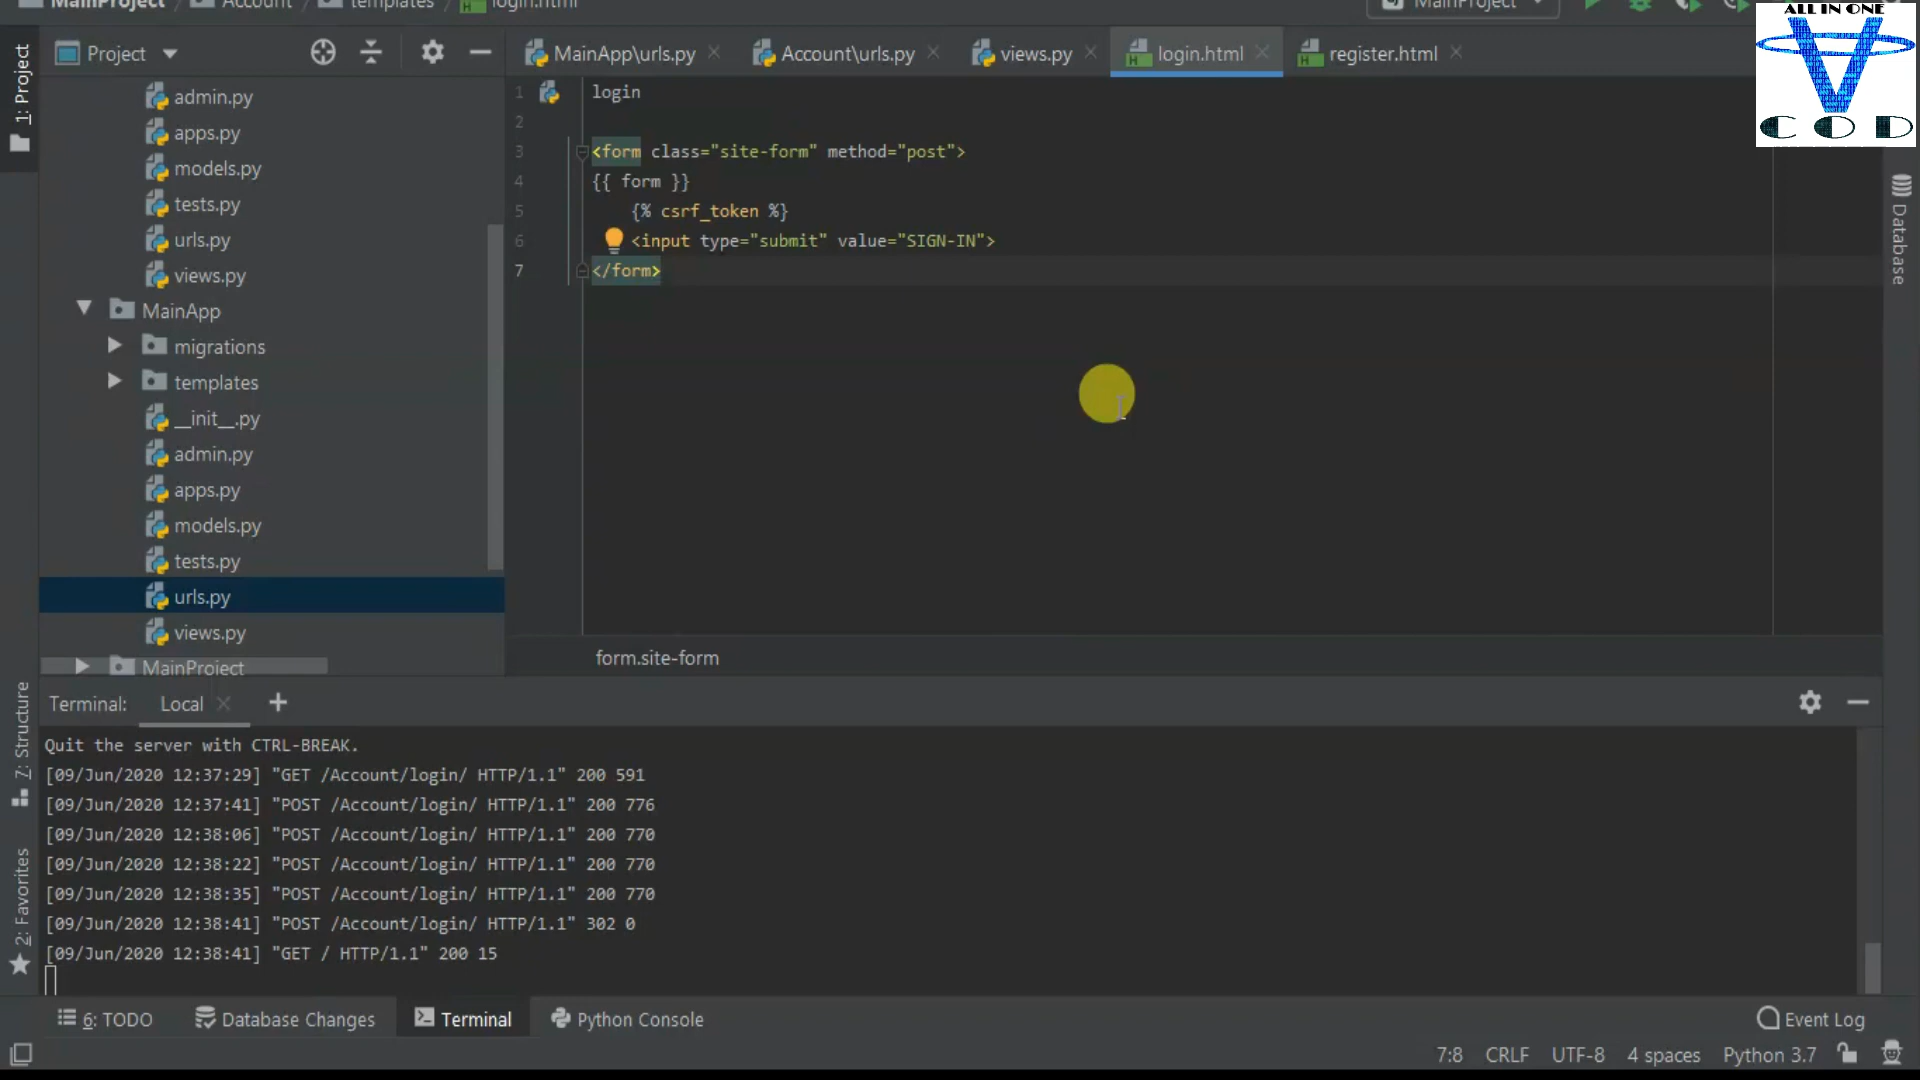 MainProject Account templates login.html MainProject
ALL IN ONE
COD
1: Project
Project
MainApp\urls.py
Account\urls.py
views.py
login.html
register.html
admin.py
apps.py
models.py
tests.py
urls.py
views.py
MainApp
migrations
templates
__init__.py
admin.py
apps.py
models.py
tests.py
urls.py
views.py
MainProject
1 login
2
3 <form class="site-form" method="post">
4 {{ form }}
5 {% csrf_token %}
6 <input type="submit" value="SIGN-IN">
7 </form>
form.site-form
Database
7: Structure
2: Favorites
Terminal: Local
Quit the server with CTRL-BREAK.
[09/Jun/2020 12:37:29] "GET /Account/login/ HTTP/1.1" 200 591
[09/Jun/2020 12:37:41] "POST /Account/login/ HTTP/1.1" 200 776
[09/Jun/2020 12:38:06] "POST /Account/login/ HTTP/1.1" 200 770
[09/Jun/2020 12:38:22] "POST /Account/login/ HTTP/1.1" 200 770
[09/Jun/2020 12:38:35] "POST /Account/login/ HTTP/1.1" 200 770
[09/Jun/2020 12:38:41] "POST /Account/login/ HTTP/1.1" 302 0
[09/Jun/2020 12:38:41] "GET / HTTP/1.1" 200 15
6: TODO
Database Changes
Terminal
Python Console
Event Log
7:8 CRLF UTF-8 4 spaces Python 3.7